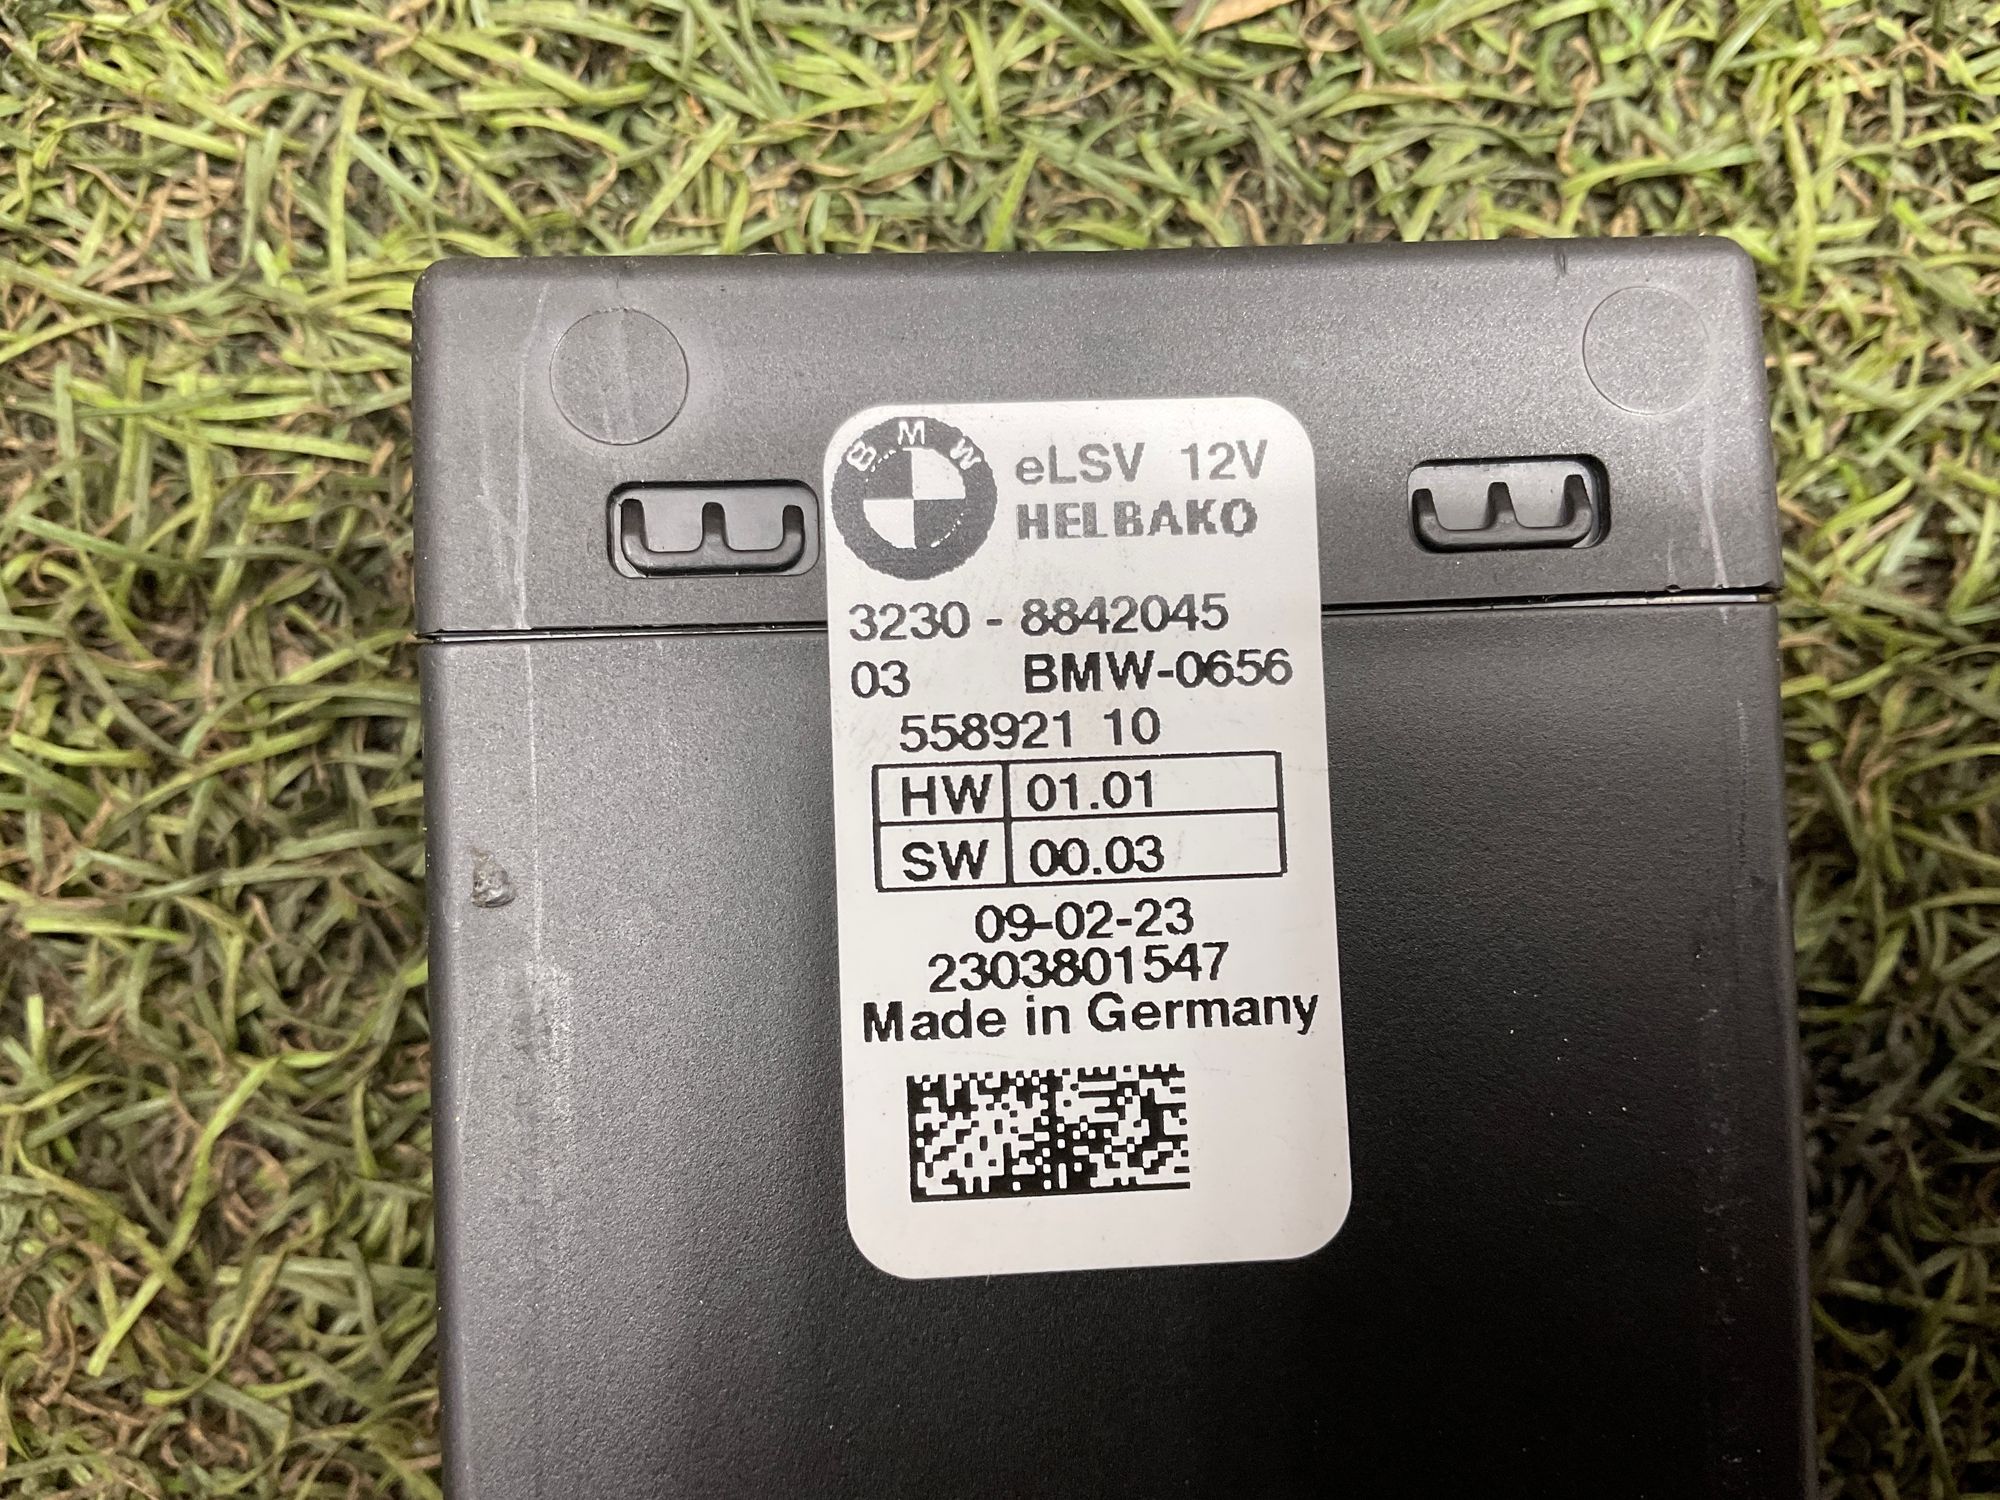 BMW
eLSV 12V
HELBAKO
3230 - 8842045
03 BMW-0656
558921 10
HW 01.01
SW 00.03
09-02-23
2303801547
Made in Germany